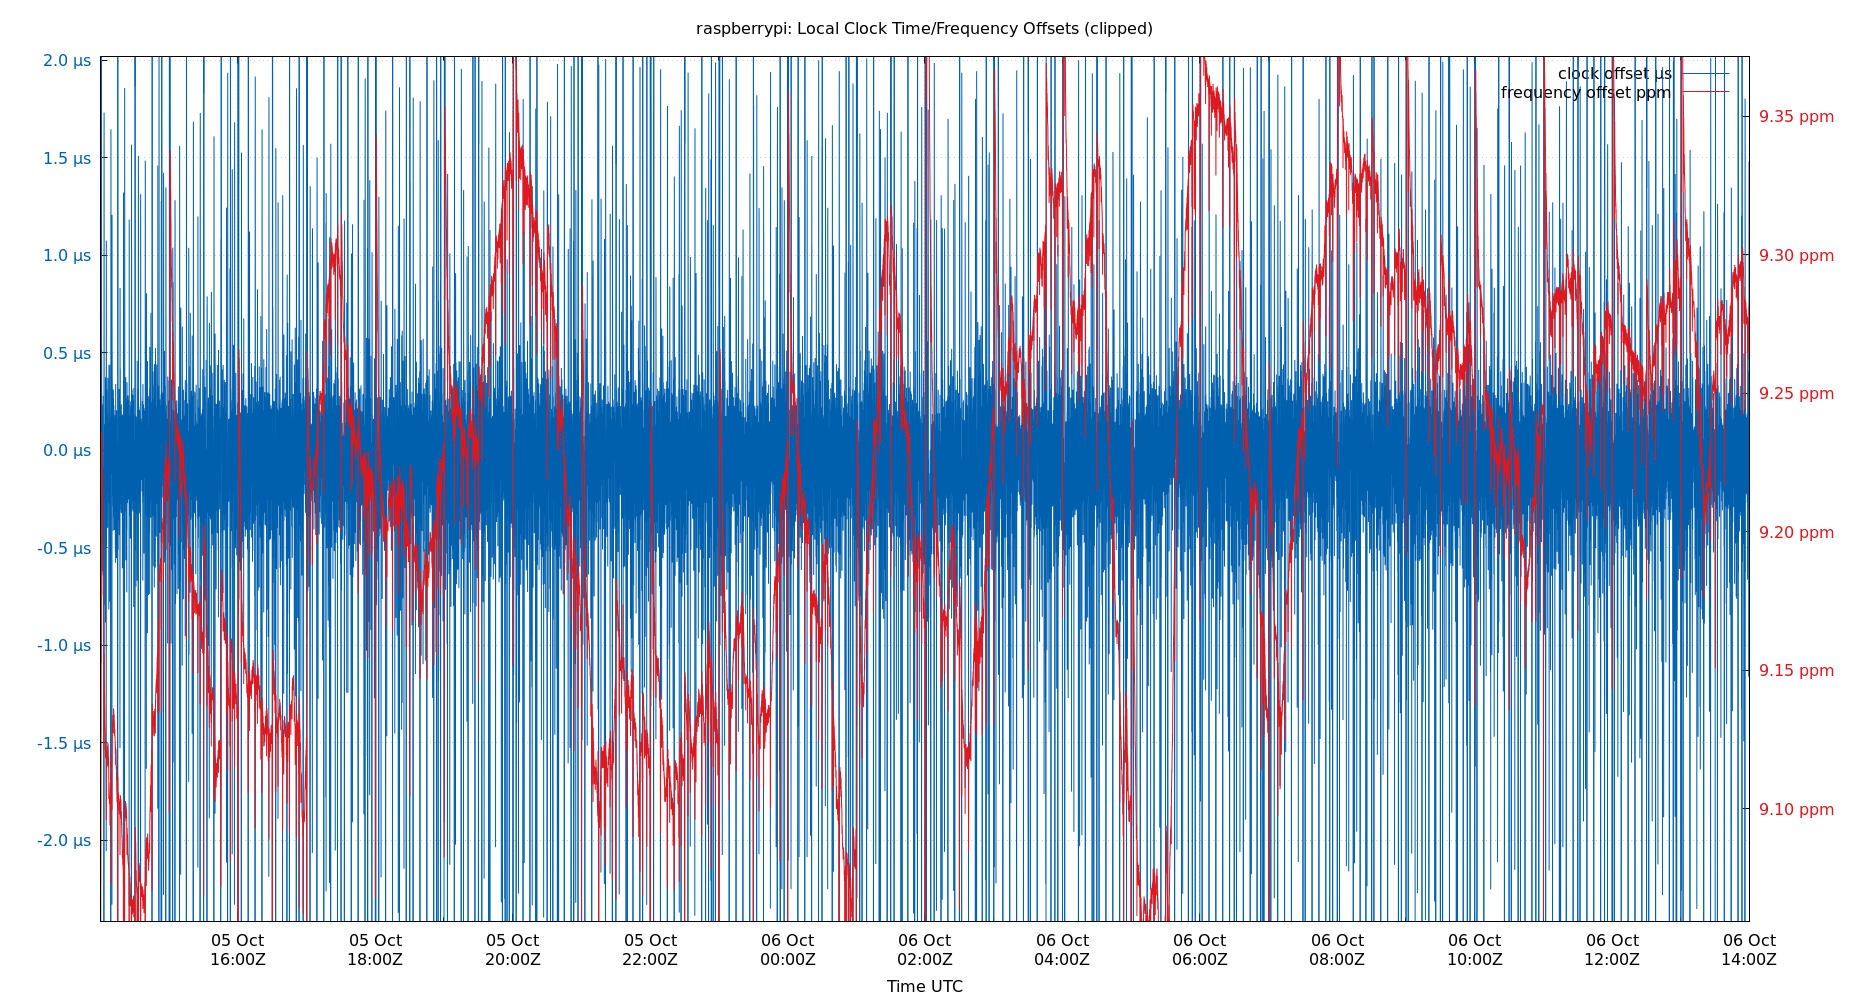 raspberrypi: Local Clock Time/Frequency Offsets (clipped)
clock offset µs
frequency offset ppm
2.0 µs
1.5 µs
1.0 µs
0.5 µs
0.0 µs
-0.5 µs
-1.0 µs
-1.5 µs
-2.0 µs
9.35 ppm
9.30 ppm
9.25 ppm
9.20 ppm
9.15 ppm
9.10 ppm
05 Oct 05 Oct 05 Oct 05 Oct 06 Oct 06 Oct 06 Oct 06 Oct 06 Oct 06 Oct 06 Oct 06 Oct
16:00Z 18:00Z 20:00Z 22:00Z 00:00Z 02:00Z 04:00Z 06:00Z 08:00Z 10:00Z 12:00Z 14:00Z
Time UTC